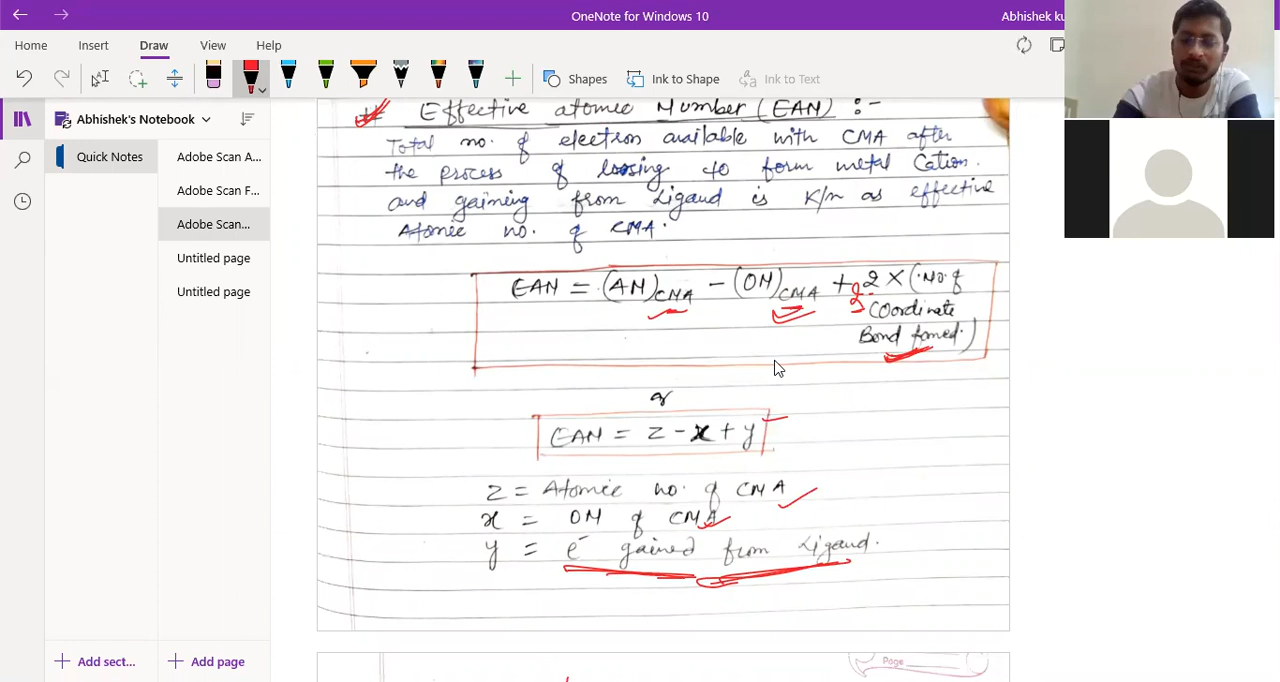 OneNote for Windows 10
Abhishek ku
Home Insert Draw View Help
Shapes Ink to Shape Ink to Text
Abhishek's Notebook
Quick Notes
Adobe Scan A...
Adobe Scan F...
Adobe Scan...
Untitled page
Untitled page
Add sect...
Add page
# Effective atomic Number (EAN) :-
Total no. of electron available with CMA after
the process of loosing to form metal Cation.
and gaining from Ligand is K/n as effective
Atomic no. of CMA.
EAN = (AN)CMA - (ON)CMA + 2 × (No of
2 Coordinate
Bond formed.)
or
EAN = Z - x + y
Z = Atomic no. of CMA
x = ON of CMA
y = e⁻ gained from Ligand.
Page